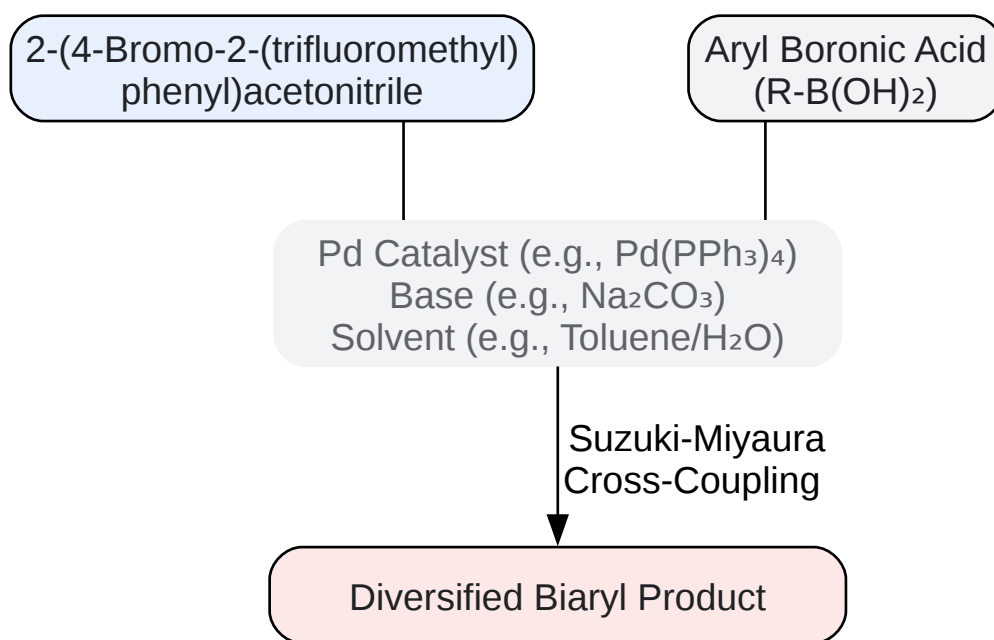 2-(4-Bromo-2-(trifluoromethyl)
phenyl)acetonitrile
Aryl Boronic Acid
(R-B(OH)₂)
Pd Catalyst (e.g., Pd(PPh₃)₄)
Base (e.g., Na₂CO₃)
Solvent (e.g., Toluene/H₂O)
Suzuki-Miyaura
Cross-Coupling
Diversified Biaryl Product